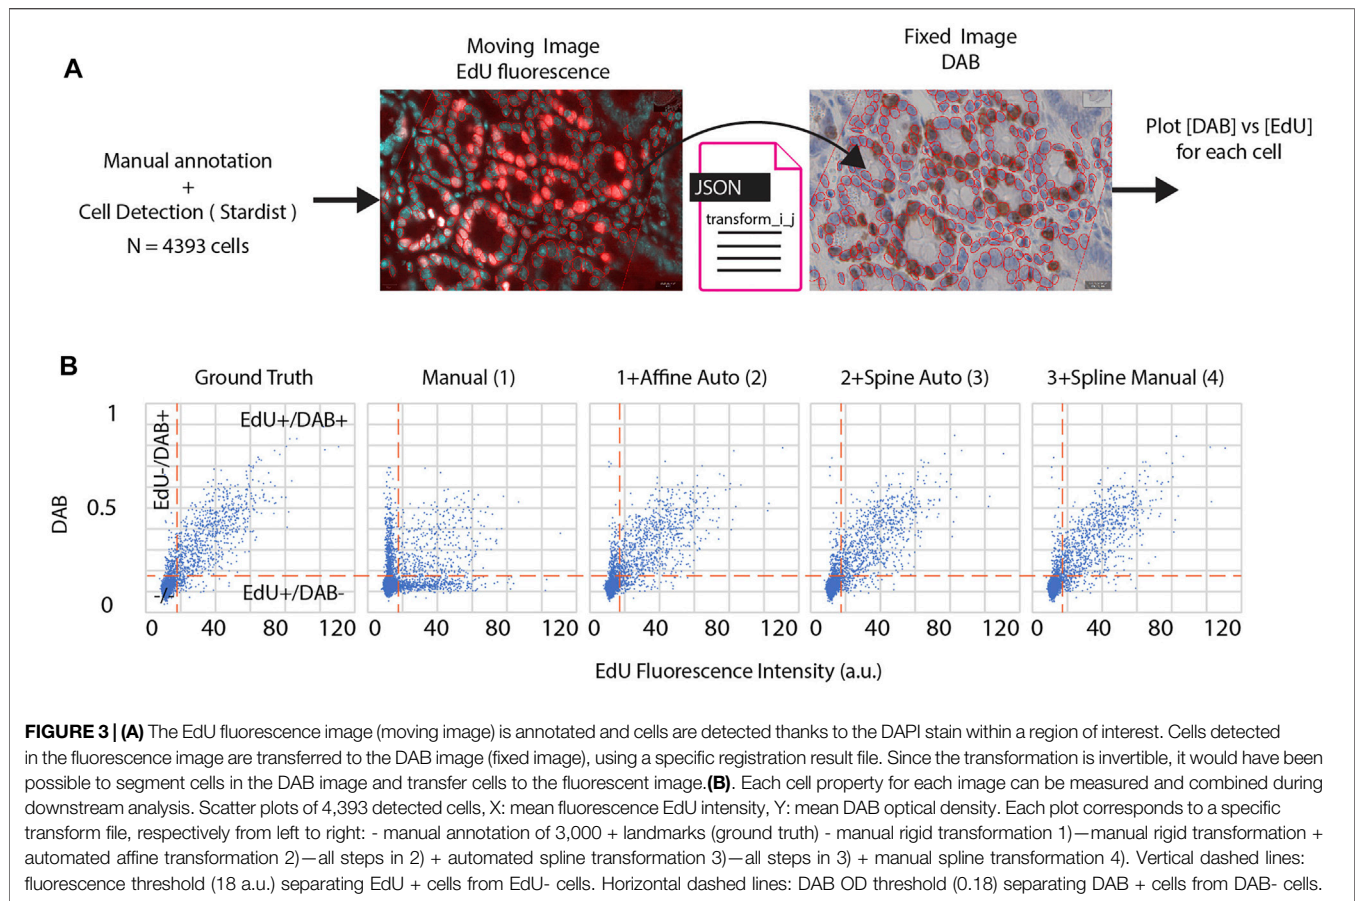 A
Moving Image
EdU fluorescence
Fixed Image
DAB
Manual annotation
+
Cell Detection ( Stardist )
N = 4393 cells
JSON
transform_i_j
Plot [DAB] vs [EdU]
for each cell
B
Ground Truth
Manual (1)
1+Affine Auto (2)
2+Spine Auto (3)
3+Spline Manual (4)
DAB
1
0.5
0
EdU-/DAB+
EdU+/DAB+
-/-
EdU+/DAB-
0 40 80 120
0 40 80 120
0 40 80 120
0 40 80 120
0 40 80 120
EdU Fluorescence Intensity (a.u.)
FIGURE 3 | (A) The EdU fluorescence image (moving image) is annotated and cells are detected thanks to the DAPI stain within a region of interest. Cells detected
in the fluorescence image are transferred to the DAB image (fixed image), using a specific registration result file. Since the transformation is invertible, it would have been
possible to segment cells in the DAB image and transfer cells to the fluorescent image.(B). Each cell property for each image can be measured and combined during
downstream analysis. Scatter plots of 4,393 detected cells, X: mean fluorescence EdU intensity, Y: mean DAB optical density. Each plot corresponds to a specific
transform file, respectively from left to right: - manual annotation of 3,000 + landmarks (ground truth) - manual rigid transformation 1)—manual rigid transformation +
automated affine transformation 2)—all steps in 2) + automated spline transformation 3)—all steps in 3) + manual spline transformation 4). Vertical dashed lines:
fluorescence threshold (18 a.u.) separating EdU + cells from EdU- cells. Horizontal dashed lines: DAB OD threshold (0.18) separating DAB + cells from DAB- cells.